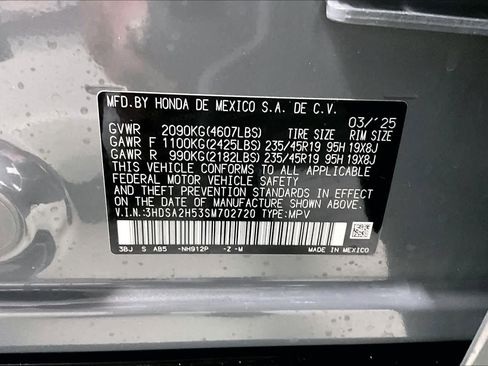 MFD.BY HONDA DE MEXICO S.A. DE C.V.
03/'25
GVWR 2090KG(4607LBS) TIRE SIZE RIM SIZE
GAWR F 1100KG(2425LBS) 235/45R19 95H 19X8J
GAWR R 990KG(2182LBS) 235/45R19 95H 19X8J
THIS VEHICLE CONFORMS TO ALL APPLICABLE
FEDERAL MOTOR VEHICLE SAFETY
AND THEFT PREVENTION STANDARDS IN EFFECT
ON THE DATE OF MANUFACTURE SHOWN ABOVE.
V.I.N:3HDSA2H53SM702720 TYPE:MPV
3BJ S AB5 -NH912P -Z -M MADE IN MEXICO